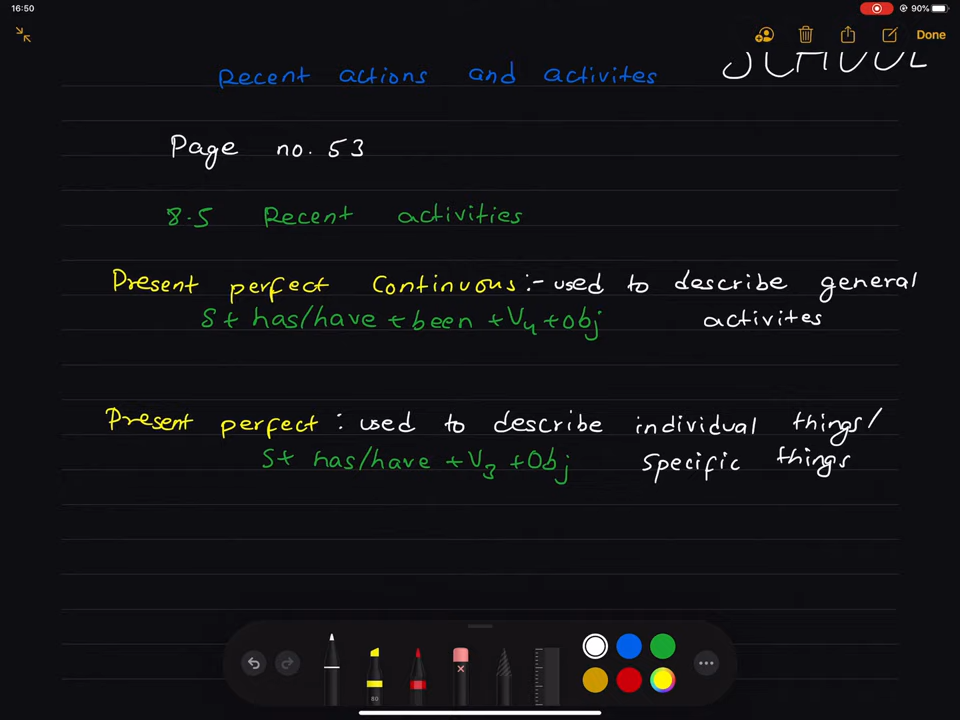 16:50
90%
Done
SCHOOL
Recent actions and activites
Page no. 53
8.5 Recent activities
Present perfect Continuous :- used to describe general
S+ has/have + been + V4 + Obj activites
Present perfect : used to describe individual things/
S+ has/have + V3 + Obj specific things
80